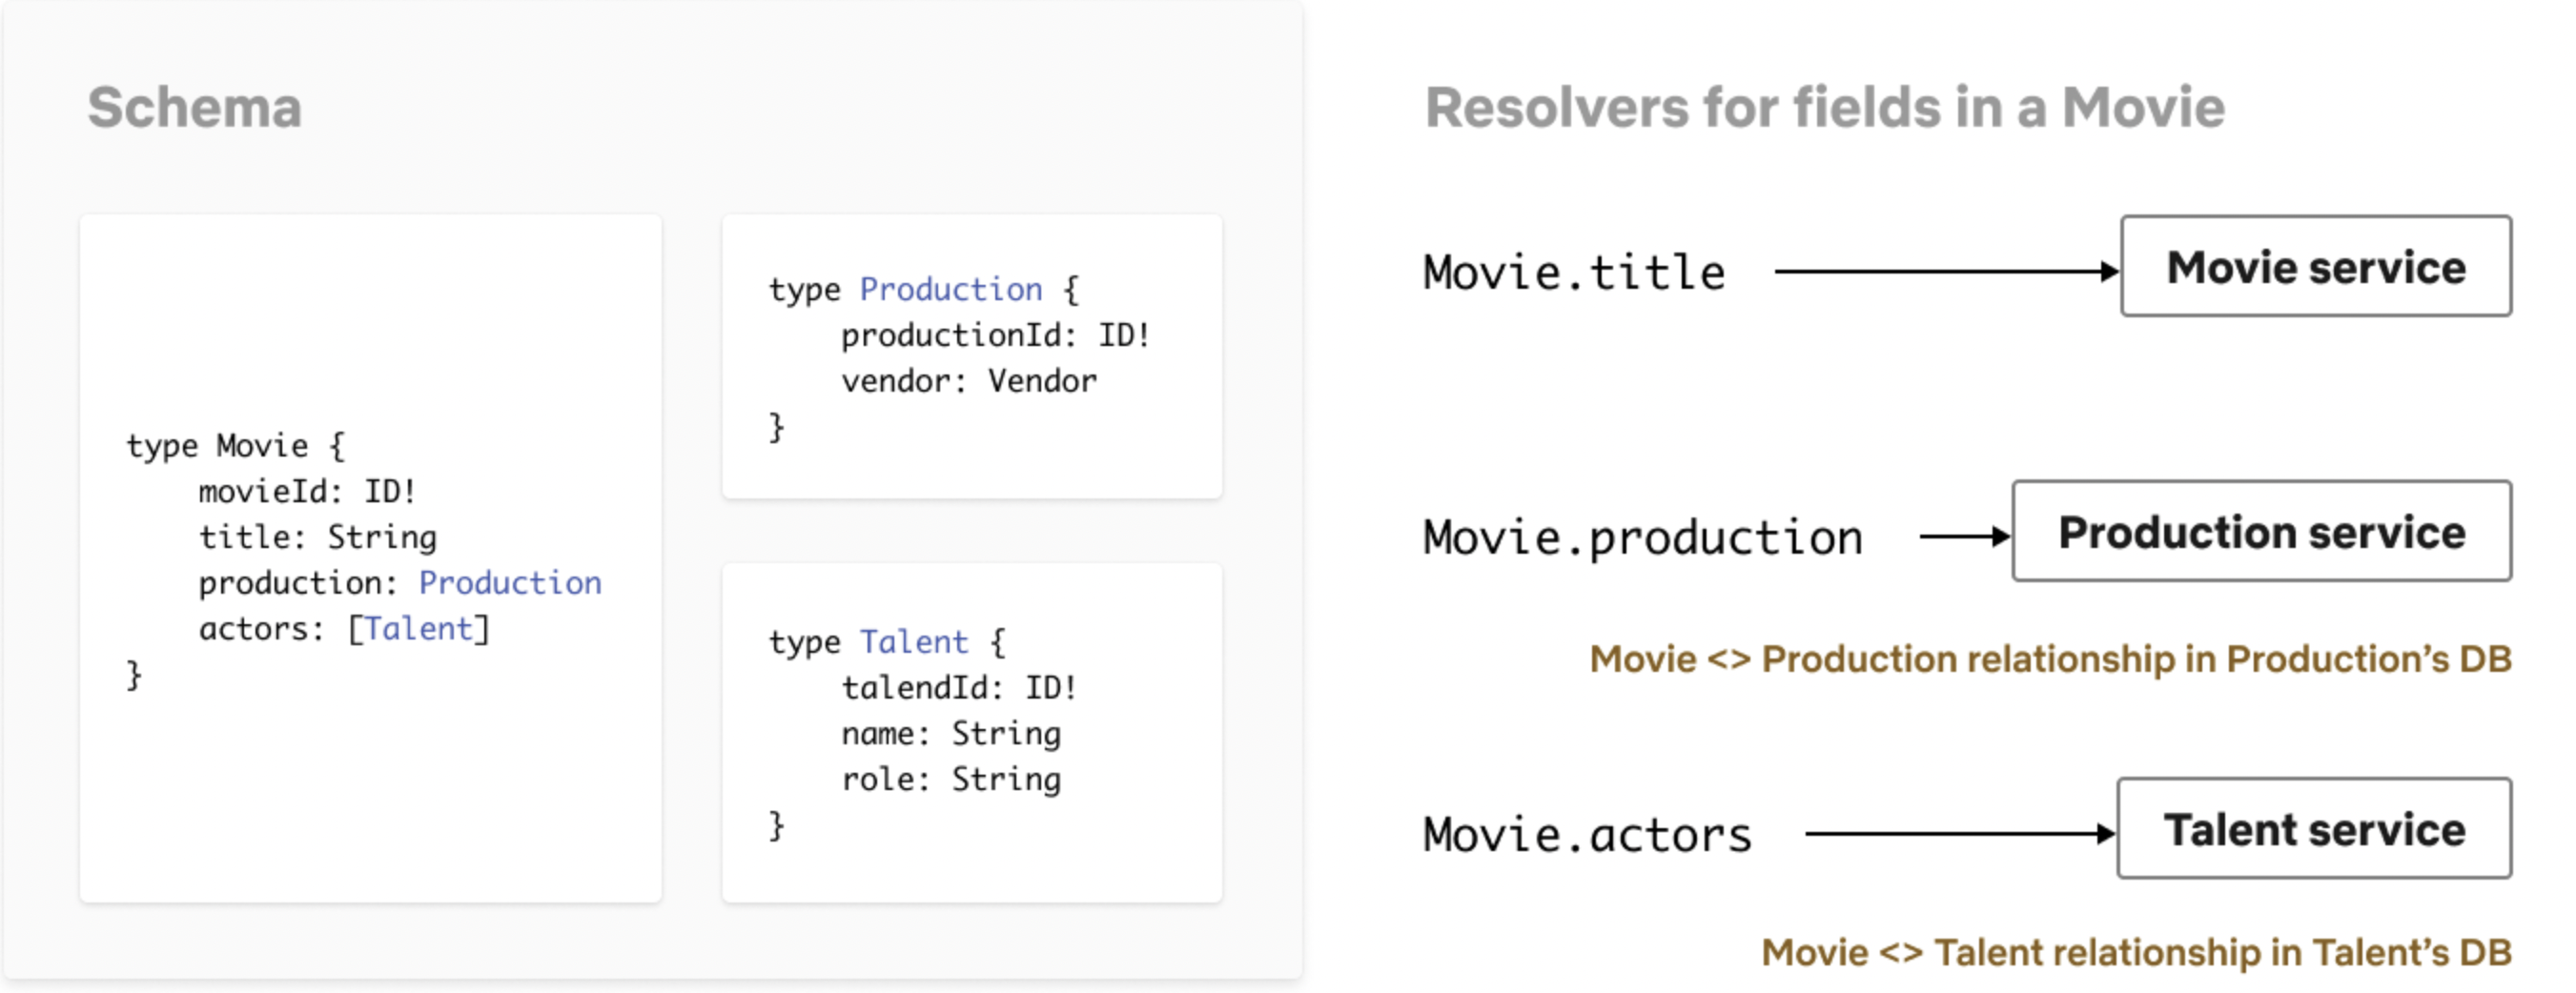 Schema
type Movie {
movieId: ID!
title: String
production: Production
actors: [Talent]
}
type Production {
productionId: ID!
vendor: Vendor
}
type Talent {
talendId: ID!
name: String
role: String
}
Resolvers for fields in a Movie
Movie.title
Movie service
Movie.production
Production service
Movie <> Production relationship in Production’s DB
Movie.actors
Talent service
Movie <> Talent relationship in Talent’s DB